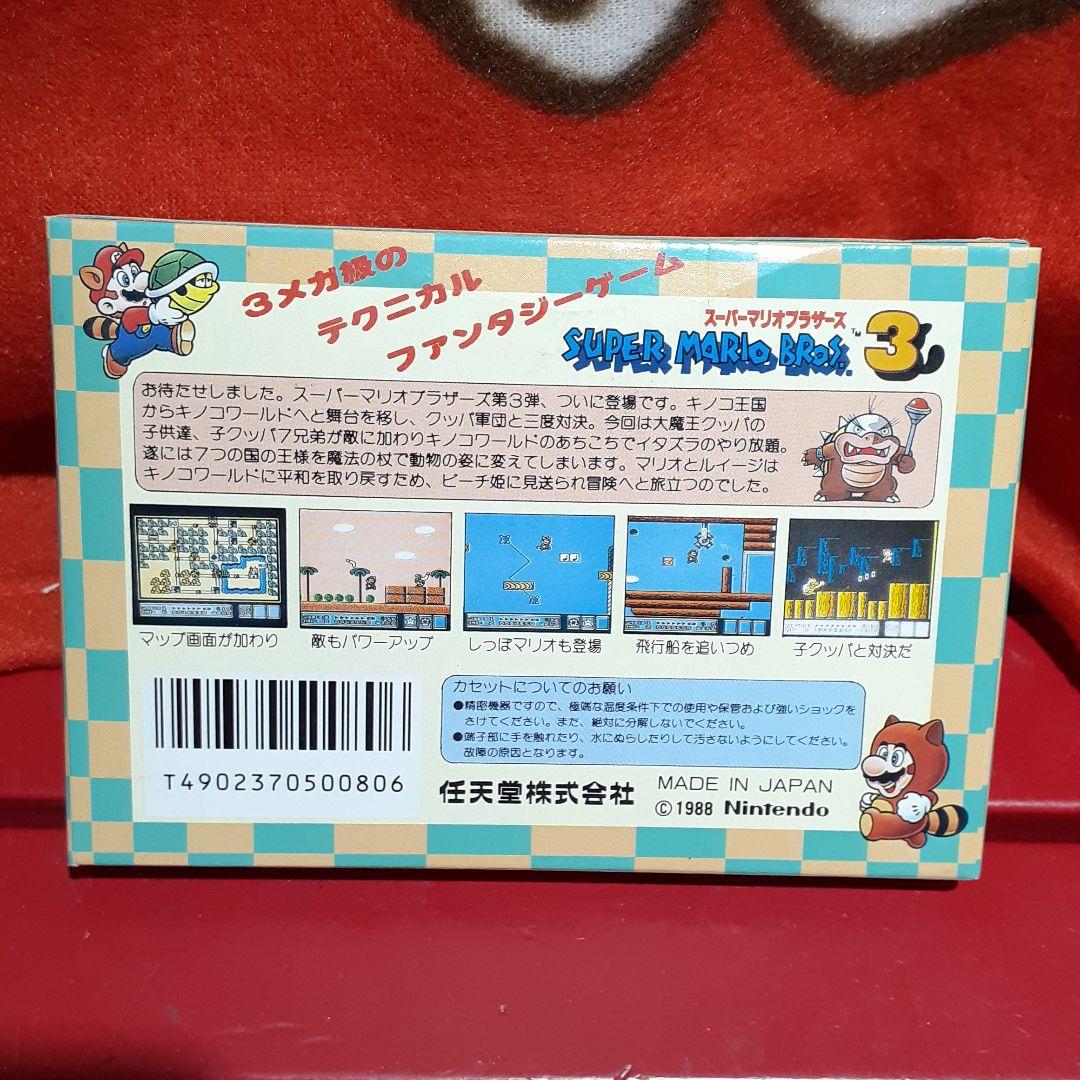 3メガ級の
テクニカル
ファンタジーゲーム
スーパーマリオブラザーズ
SUPER MARIO BROS.™ 3
お待たせしました。スーパーマリオブラザーズ第3弾、ついに登場です。キノコ王国
からキノコワールドへと舞台を移し、クッパ軍団と三度対決。今回は大魔王クッパの
子供達、子クッパ7兄弟が敵に加わりキノコワールドのあちこちでイタズラのやり放題。
遂には7つの国の王様を魔法の杖で動物の姿に変えてしまいます。マリオとルイージは
キノコワールドに平和を取り戻すため、ピーチ姫に見送られ冒険へと旅立つのでした。
マップ画面が加わり
敵もパワーアップ
しっぽマリオも登場
飛行船を追いつめ
子クッパと対決だ
カセットについてのお願い
●精密機器ですので、極端な温度条件下での使用や保管および強いショックを
さけてください。また、絶対に分解しないでください。
●端子部に手を触れたり、水にぬらしたりして汚さないようにしてください。
故障の原因となります。
T4902370500806
任天堂株式会社
MADE IN JAPAN
©1988 Nintendo